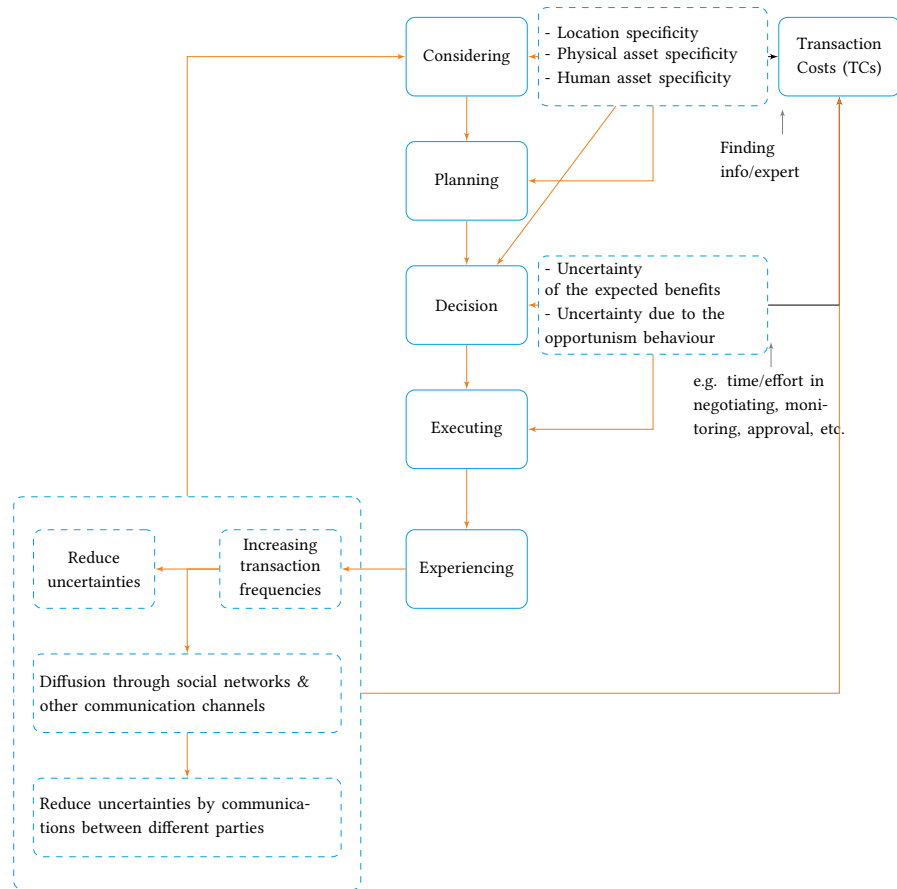 Considering
- Location specificity
- Physical asset specificity
- Human asset specificity
Transaction
Costs (TCs)
Finding
info/expert
Planning
Decision
- Uncertainty
of the expected benefits
- Uncertainty due to the
opportunism behaviour
e.g. time/effort in
negotiating, moni-
toring, approval, etc.
Executing
Experiencing
Increasing
transaction
frequencies
Reduce
uncertainties
Diffusion through social networks &
other communication channels
Reduce uncertainties by communica-
tions between different parties